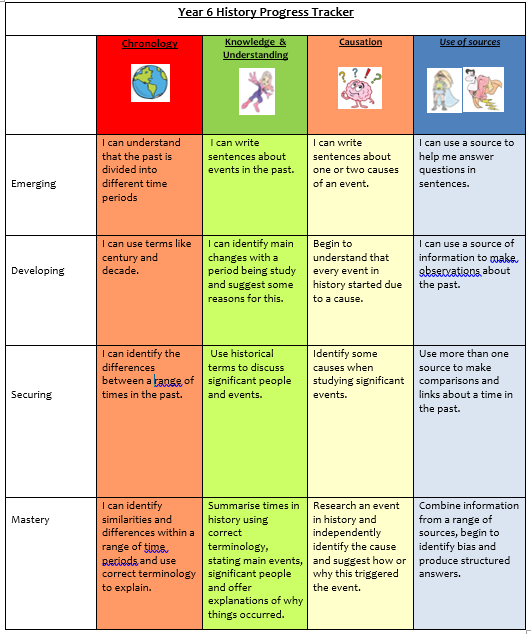 Year 6 History Progress Tracker
Chronology
Knowledge &
Understanding
Causation
Use of sources
? ? ! ?
Emerging
I can understand
that the past is
divided into
different time
periods
I can write
sentences about
events in the past.
I can write
sentences about
one or two causes
of an event.
I can use a source to
help me answer
questions in
sentences.
Developing
I can use terms like
century and
decade.
I can identify main
changes with a
period being study
and suggest some
reasons for this.
Begin to
understand that
every event in
history started due
to a cause.
I can use a source of
information to make
observations about
the past.
Securing
I can identify the
differences
between a range of
times in the past.
Use historical
terms to discuss
significant people
and events.
Identify some
causes when
studying significant
events.
Use more than one
source to make
comparisons and
links about a time in
the past.
Mastery
I can identify
similarities and
differences within a
range of time
periods and use
correct terminology
to explain.
Summarise times in
history using
correct
terminology,
stating main events,
significant people
and offer
explanations of why
things occurred.
Research an event
in history and
independently
identify the cause
and suggest how or
why this triggered
the event.
Combine information
from a range of
sources, begin to
identify bias and
produce structured
answers.